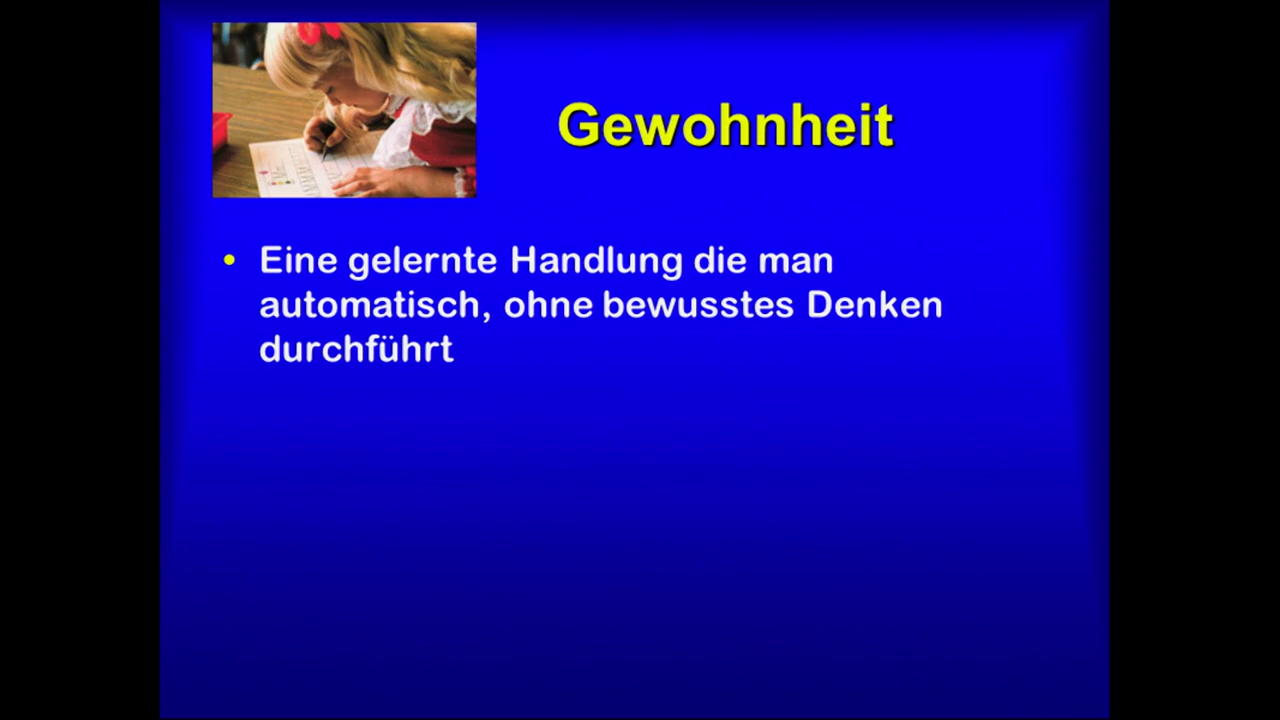 Gewohnheit
• Eine gelernte Handlung die man
automatisch, ohne bewusstes Denken
durchführt